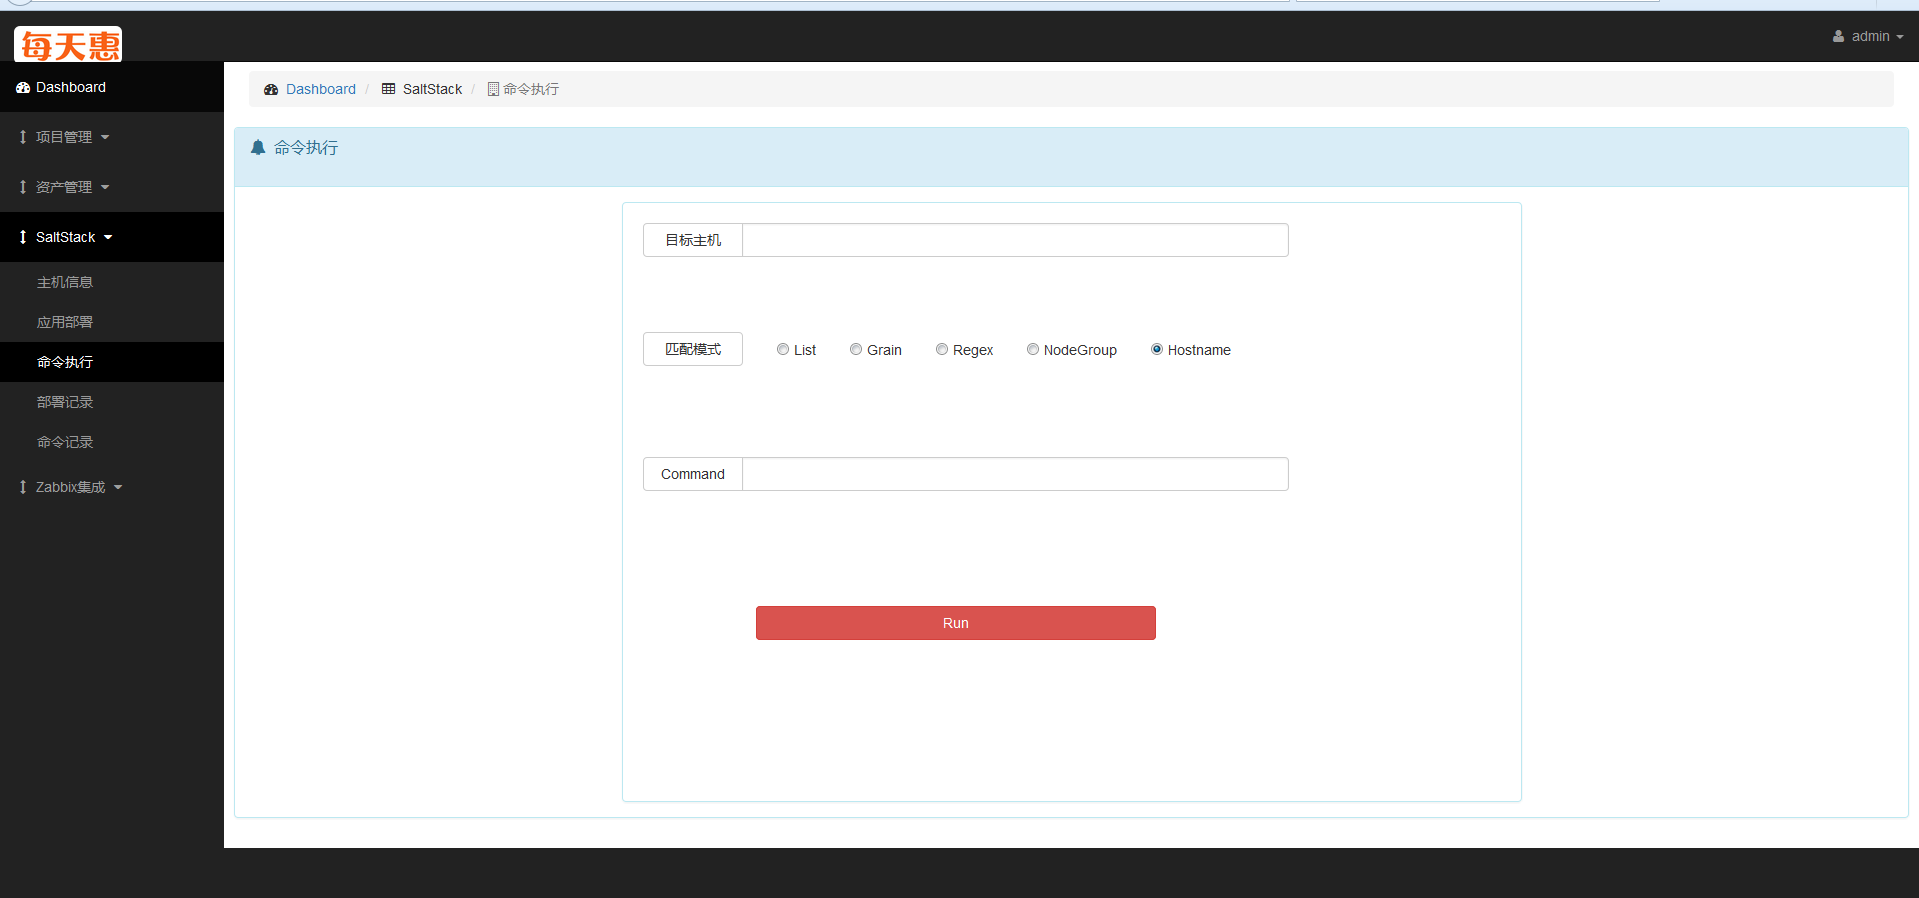 每天惠
admin
Dashboard
项目管理
资产管理
SaltStack
主机信息
应用部署
命令执行
部署记录
命令记录
Zabbix集成
Dashboard / SaltStack / 命令执行
命令执行
目标主机
匹配模式 List Grain Regex NodeGroup Hostname
Command
Run